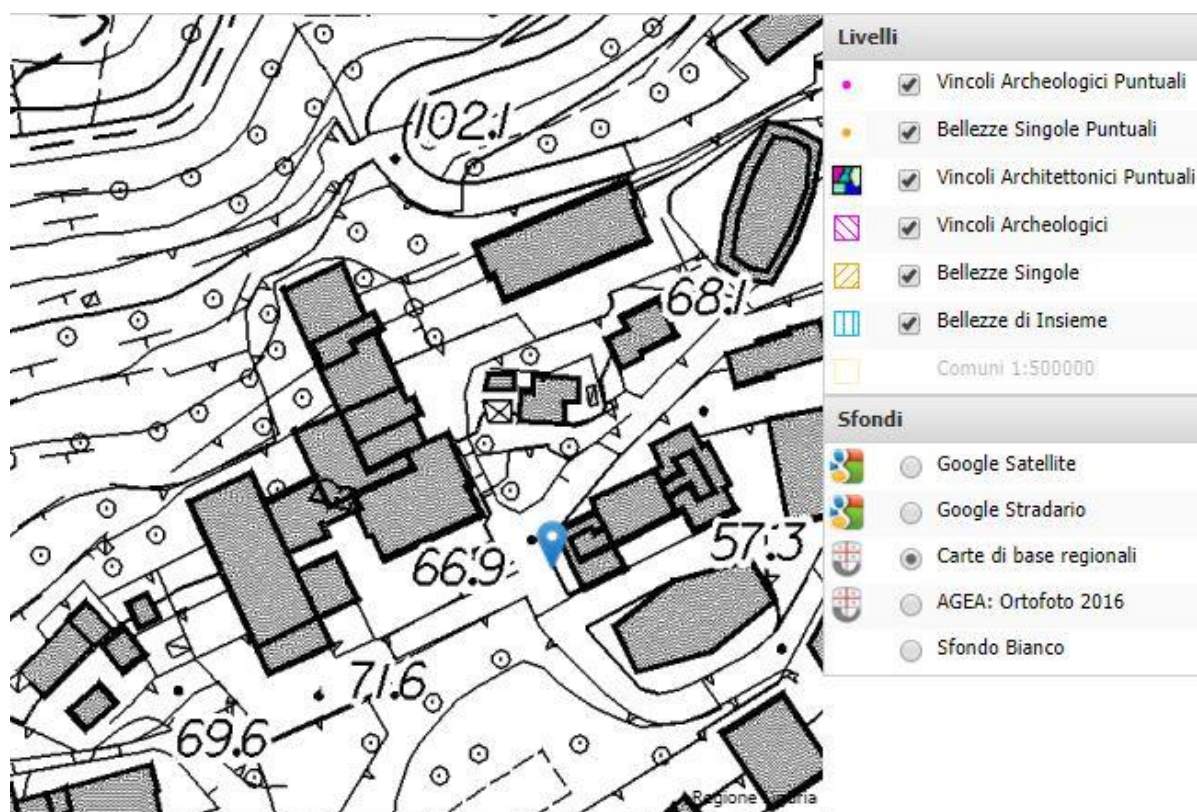 102.1
68.1
57.3
66.9
71.6
69.6
Regione Liguria
Livelli
Vincoli Archeologici Puntuali
Bellezze Singole Puntuali
Vincoli Architettonici Puntuali
Vincoli Archeologici
Bellezze Singole
Bellezze di Insieme
Comuni 1:500000
Sfondi
Google Satellite
Google Stradario
Carte di base regionali
AGEA: Ortofoto 2016
Sfondo Bianco